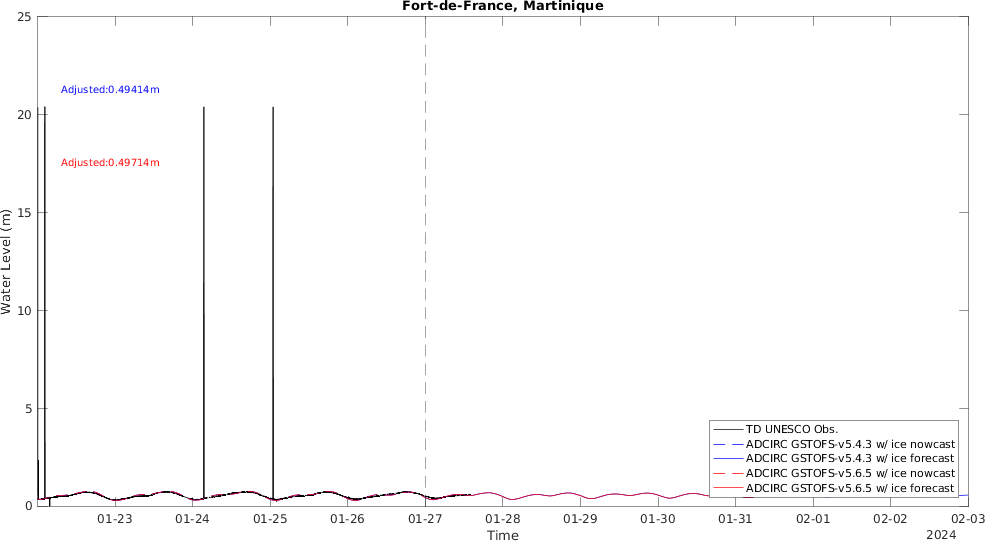 Fort-de-France, Martinique
25
20
15
10
5
0
Water Level (m)
Adjusted:0.49414m
Adjusted:0.49714m
TD UNESCO Obs.
ADCIRC GSTOFS-v5.4.3 w/ ice nowcast
ADCIRC GSTOFS-v5.4.3 w/ ice forecast
ADCIRC GSTOFS-v5.6.5 w/ ice nowcast
ADCIRC GSTOFS-v5.6.5 w/ ice forecast
01-23 01-24 01-25 01-26 01-27 01-28 01-29 01-30 01-31 02-01 02-02 02-03
Time
2024